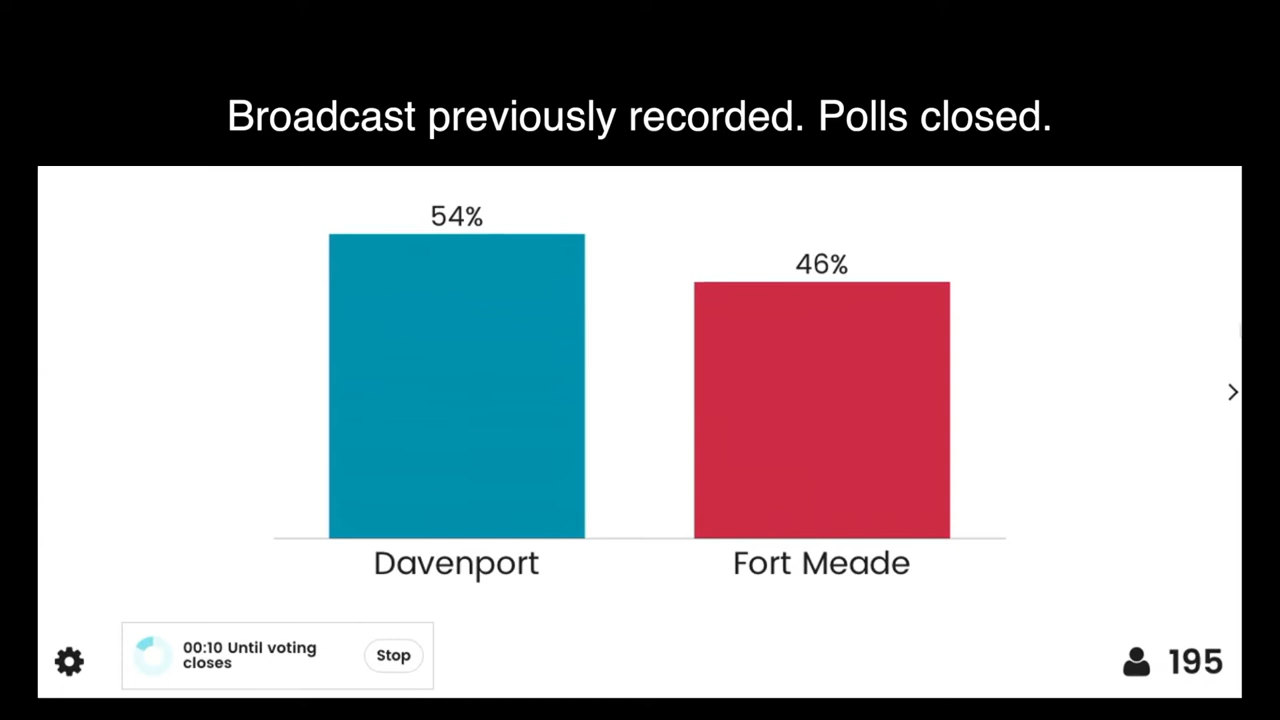 Broadcast previously recorded. Polls closed.
54%
46%
Davenport
Fort Meade
00:10 Until voting
closes
Stop
195